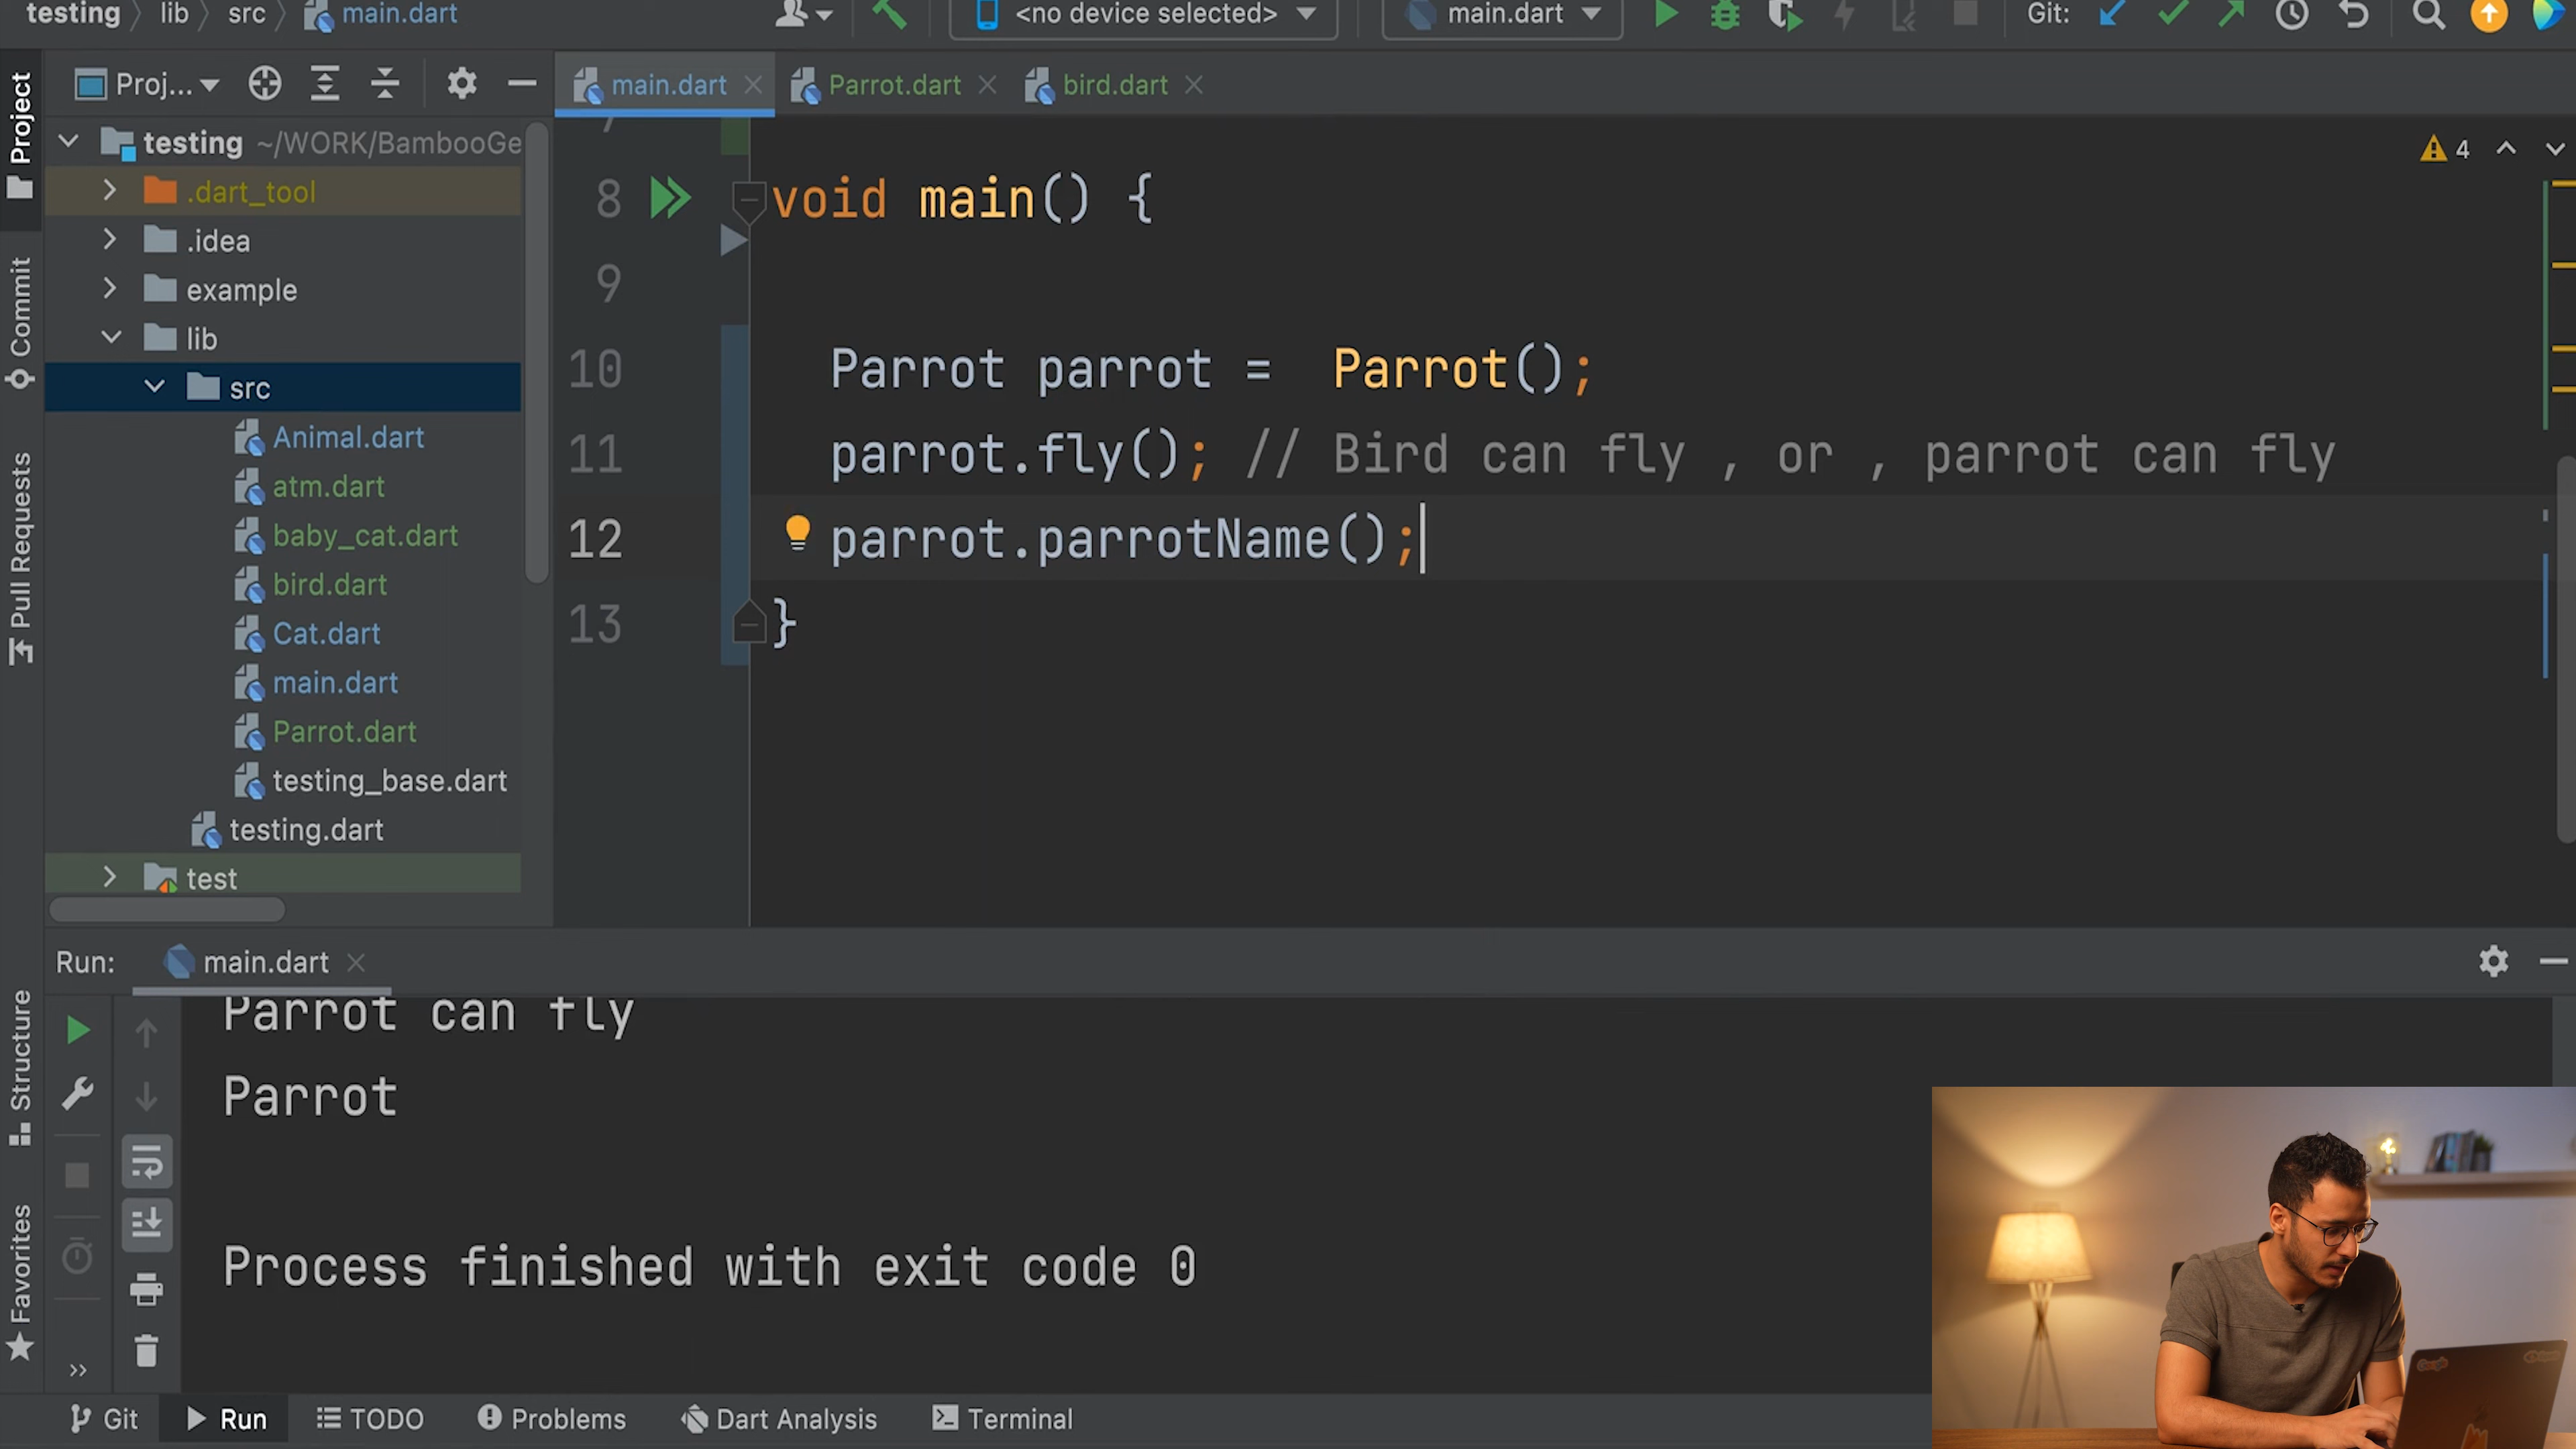 testing lib src main.dart
<no device selected> main.dart Git:
Project
Proj...
main.dart
Parrot.dart
bird.dart
testing ~/WORK/BambooGe
.dart_tool
.idea
example
lib
src
Animal.dart
atm.dart
baby_cat.dart
bird.dart
Cat.dart
main.dart
Parrot.dart
testing_base.dart
testing.dart
test
Commit
Pull Requests
4
7
8 void main() {
9
10 Parrot parrot =  Parrot();
11 parrot.fly(); // Bird can fly , or , parrot can fly
12 parrot.parrotName();
13 }
Run: main.dart
Parrot can fly
Parrot
Process finished with exit code 0
Structure
Favorites
Git Run TODO Problems Dart Analysis Terminal
Google